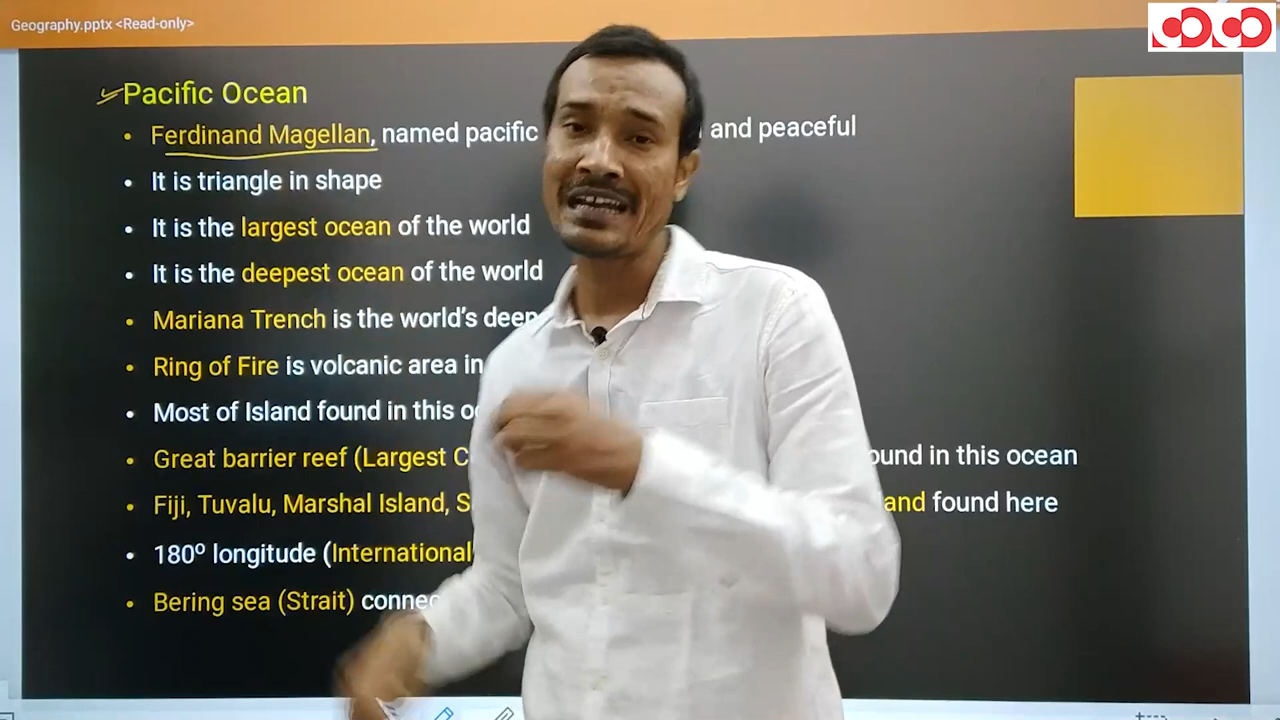 Geography.pptx <Read-only>
Pacific Ocean
• Ferdinand Magellan, named pacific and peaceful
• It is triangle in shape
• It is the largest ocean of the world
• It is the deepest ocean of the world
• Mariana Trench is the world's deep
• Ring of Fire is volcanic area in
• Most of Island found in this o
• Great barrier reef (Largest C ound in this ocean
• Fiji, Tuvalu, Marshal Island, S and found here
• 180º longitude (International
• Bering sea (Strait) connec